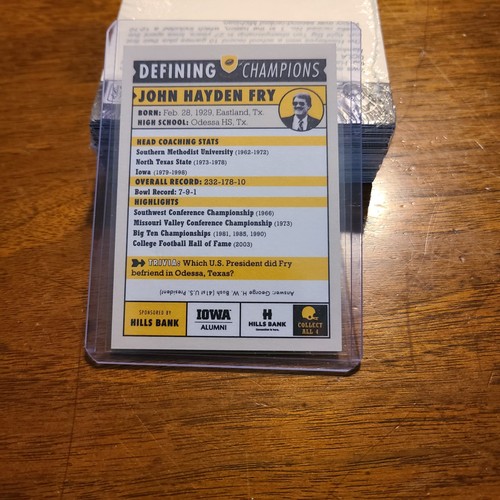 DEFINING CHAMPIONS
JOHN HAYDEN FRY
BORN: Feb. 28, 1929, Eastland, Tx.
HIGH SCHOOL: Odessa HS, Tx.
HEAD COACHING STATS
Southern Methodist University (1962-1972)
North Texas State (1973-1978)
Iowa (1979-1998)
OVERALL RECORD: 232-178-10
Bowl Record: 7-9-1
HIGHLIGHTS
Southwest Conference Championship (1966)
Missouri Valley Conference Championship (1973)
Big Ten Championships (1981, 1985, 1990)
College Football Hall of Fame (2003)
TRIVIA: Which U.S. President did Fry
befriend in Odessa, Texas?
Answer: George H. W. Bush (41st U.S. President)
SPONSORED BY
HILLS BANK
IOWA
ALUMNI
HILLS BANK
COLLECT
ALL 4